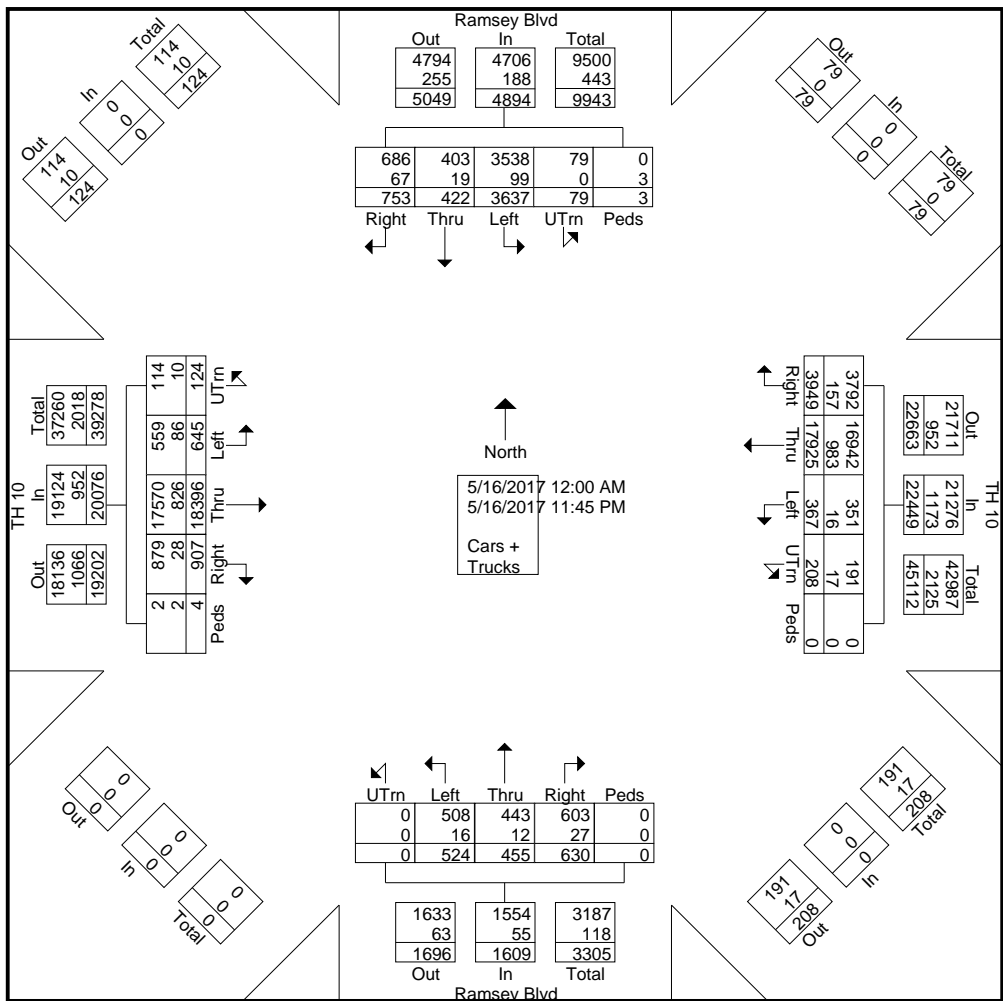 Ramsey Blvd
Out In Total
4794 4706 9500
255 188 443
5049 4894 9943
686 403 3538 79 0
67 19 99 0 3
753 422 3637 79 3
Right Thru Left UTrn Peds
Total
114
10
124
In
0
0
0
Out
114
10
124
Out
79
0
79
In
0
0
0
Total
79
0
79
TH 10
Total In Out
37260 19124 18136
2018 952 1066
39278 20076 19202
114 559 17570 879 2
10 86 826 28 2
124 645 18396 907 4
UTrn Left Thru Right Peds
North
5/16/2017 12:00 AM
5/16/2017 11:45 PM
Cars +
Trucks
Right Thru Left UTrn Peds
3949 17925 367 208 0
157 983 16 17 0
3792 16942 351 191 0
22663 22449 45112
952 1173 2125
21711 21276 42987
Out In Total
TH 10
UTrn Left Thru Right Peds
0 508 443 603 0
0 16 12 27 0
0 524 455 630 0
1633 1554 3187
63 55 118
1696 1609 3305
Out In Total
Ramsey Blvd
0
0
0
Out
0
0
0
In
0
0
0
Total
191
17
208
Total
0
0
0
In
191
17
208
Out